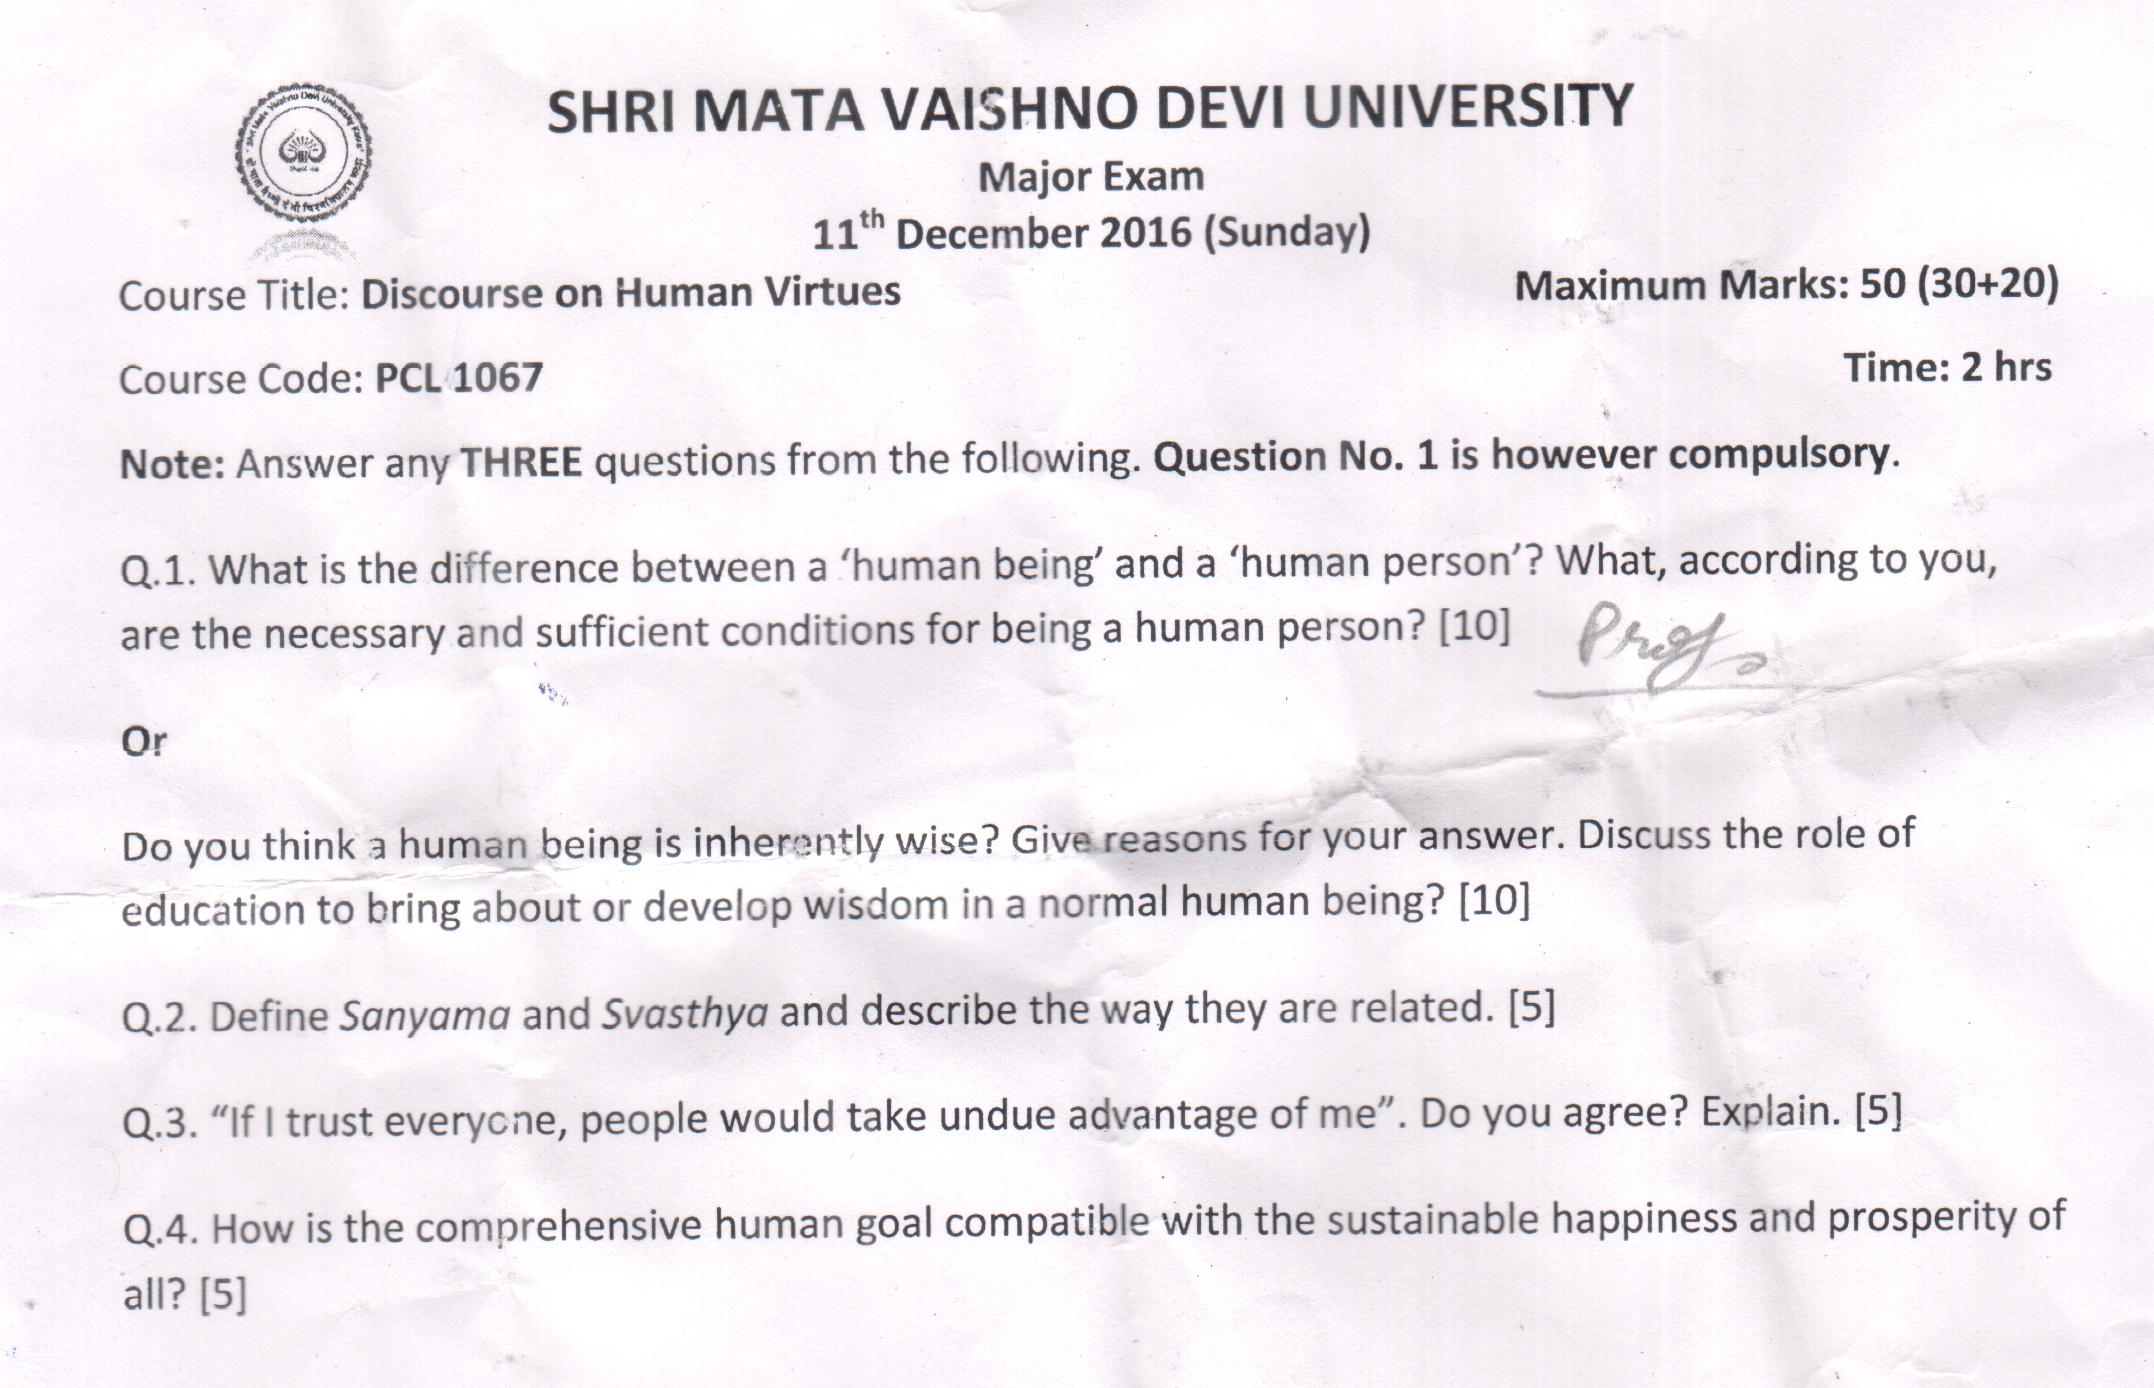 SHRI MATA VAISHNO DEVI UNIVERSITY
Major Exam
11th December 2016 (Sunday)
Course Title: Discourse on Human Virtues
Maximum Marks: 50 (30+20)
Course Code: PCL 1067
Time: 2 hrs
Note: Answer any THREE questions from the following. Question No. 1 is however compulsory.
Q.1. What is the difference between a ‘human being’ and a ‘human person’? What, according to you,
are the necessary and sufficient conditions for being a human person? [10]
Or
Do you think a human being is inherently wise? Give reasons for your answer. Discuss the role of
education to bring about or develop wisdom in a normal human being? [10]
Q.2. Define Sanyama and Svasthya and describe the way they are related. [5]
Q.3. “If I trust everyone, people would take undue advantage of me”. Do you agree? Explain. [5]
Q.4. How is the comprehensive human goal compatible with the sustainable happiness and prosperity of
all? [5]